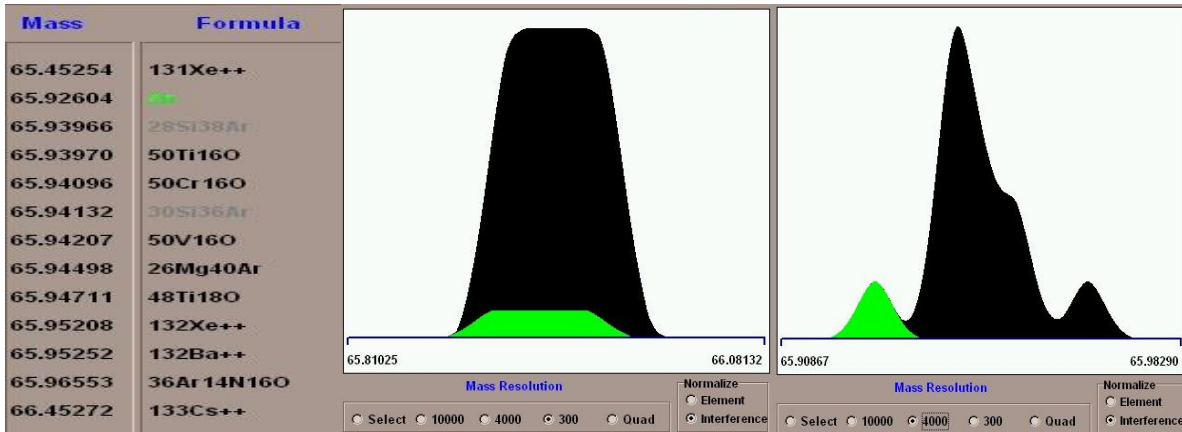 Mass Formula
65.45254 131Xe++
65.92604
65.93966 28Si38Ar
65.93970 50Ti16O
65.94096 50Cr16O
65.94132 30Si36Ar
65.94207 50V16O
65.94498 26Mg40Ar
65.94711 48Ti18O
65.95208 132Xe++
65.95252 132Ba++
65.96553 36Ar14N16O
66.45272 133Cs++
65.81025 66.08132
Mass Resolution
Select 10000 4000 300 Quad
Normalize
Element
Interference
65.90867 65.98290
Mass Resolution
Select 10000 4000 300 Quad
Normalize
Element
Interference